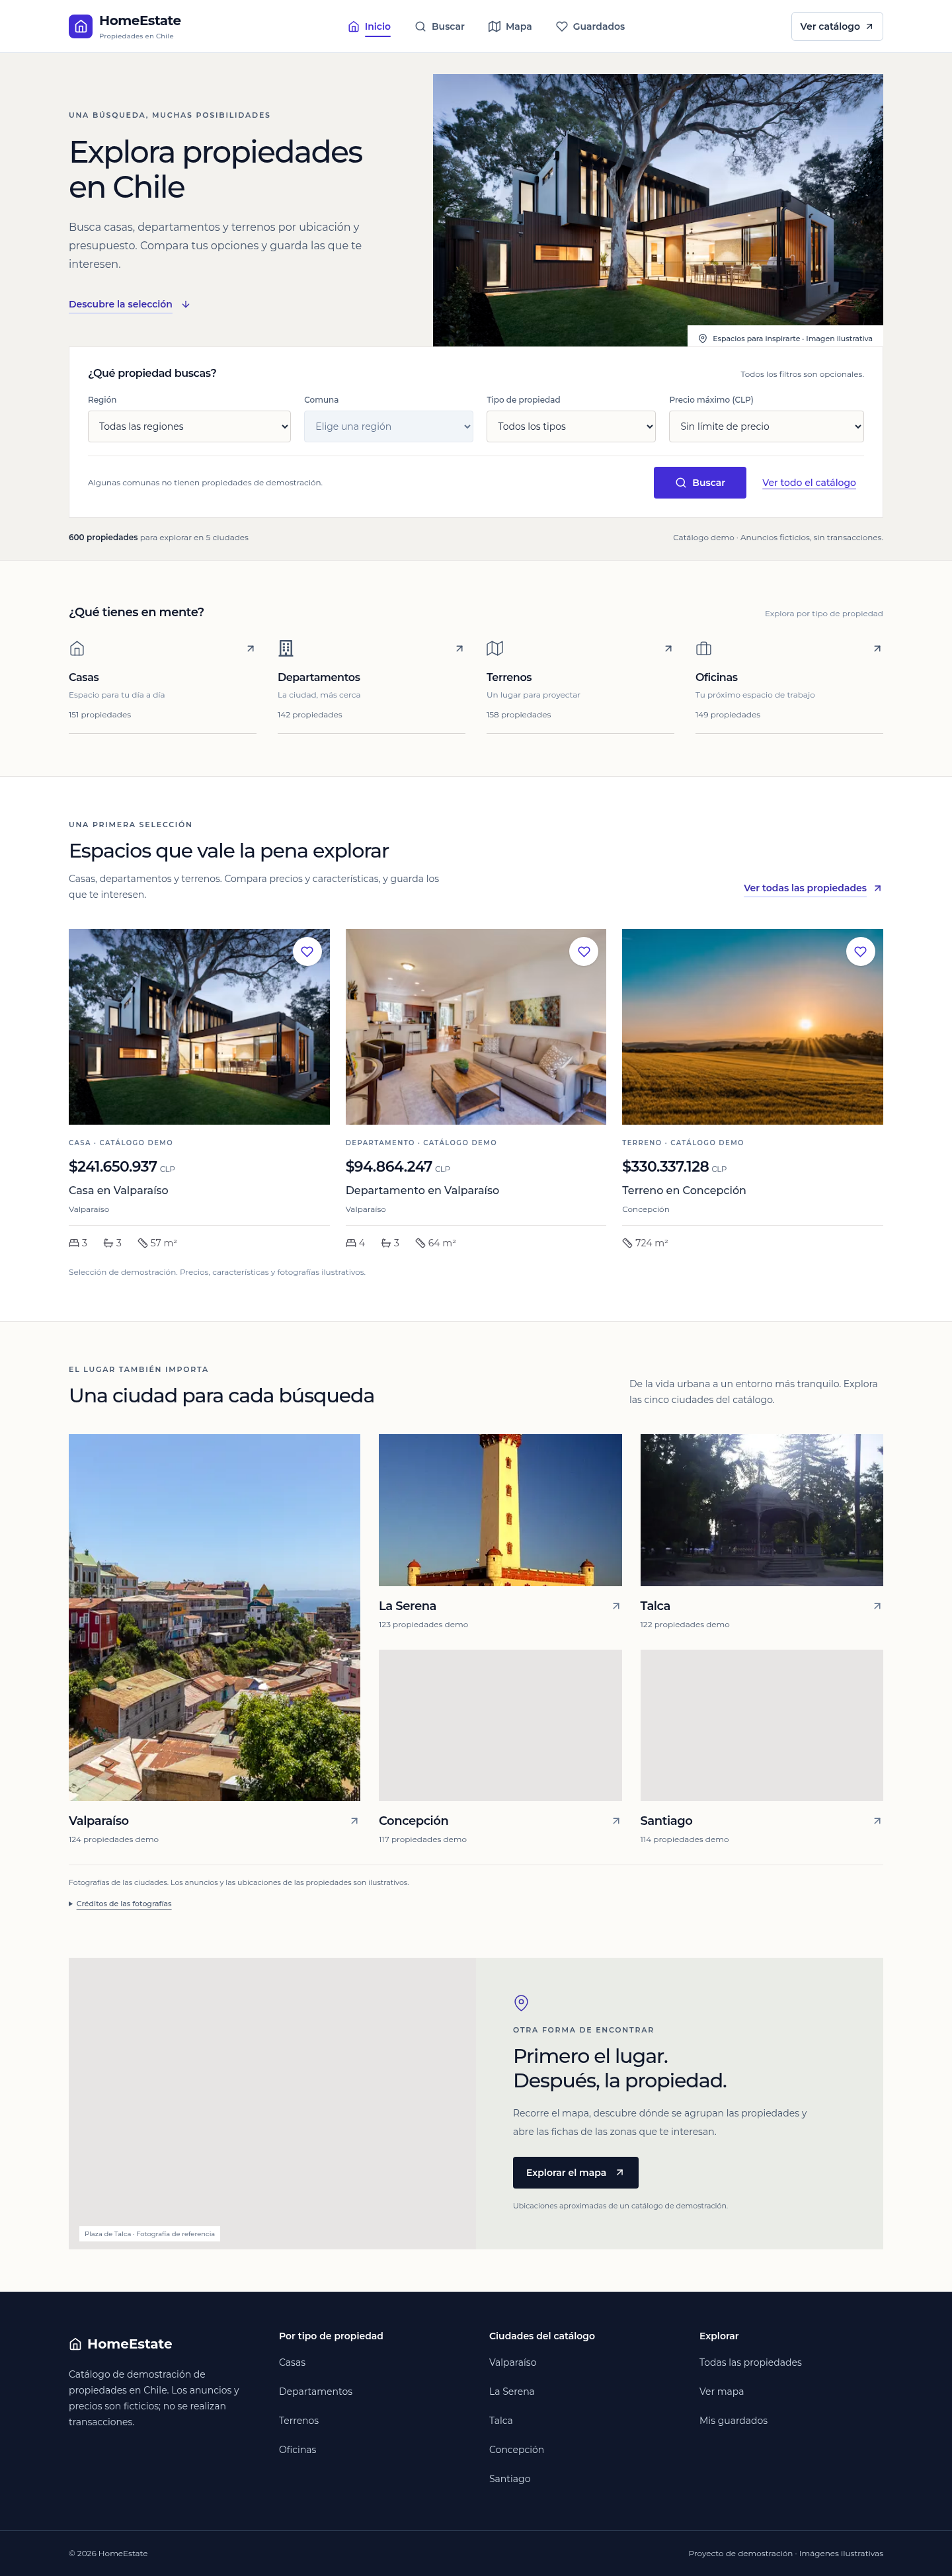 HomeEstate
Propiedades en Chile
Inicio
Buscar
Mapa
Guardados
Ver catálogo
UNA BÚSQUEDA, MUCHAS POSIBILIDADES
Explora propiedades
en Chile
Busca casas, departamentos y terrenos por ubicación y
presupuesto. Compara tus opciones y guarda las que te
interesen.
Descubre la selección
Espacios para inspirarte · Imagen ilustrativa
¿Qué propiedad buscas?
Todos los filtros son opcionales.
Región
Comuna
Tipo de propiedad
Precio máximo (CLP)
Todas las regiones
Elige una región
Todos los tipos
Sin límite de precio
Algunas comunas no tienen propiedades de demostración.
Buscar
Ver todo el catálogo
600 propiedades para explorar en 5 ciudades
Catálogo demo · Anuncios ficticios, sin transacciones.
¿Qué tienes en mente?
Explora por tipo de propiedad
Casas
Espacio para tu día a día
151 propiedades
Departamentos
La ciudad, más cerca
142 propiedades
Terrenos
Un lugar para proyectar
158 propiedades
Oficinas
Tu próximo espacio de trabajo
149 propiedades
UNA PRIMERA SELECCIÓN
Espacios que vale la pena explorar
Casas, departamentos y terrenos. Compara precios y características, y guarda los
que te interesen.
Ver todas las propiedades
CASA · CATÁLOGO DEMO
$241.650.937 CLP
Casa en Valparaíso
Valparaíso
3 3 57 m²
DEPARTAMENTO · CATÁLOGO DEMO
$94.864.247 CLP
Departamento en Valparaíso
Valparaíso
4 3 64 m²
TERRENO · CATÁLOGO DEMO
$330.337.128 CLP
Terreno en Concepción
Concepción
724 m²
Selección de demostración. Precios, características y fotografías ilustrativos.
EL LUGAR TAMBIÉN IMPORTA
Una ciudad para cada búsqueda
De la vida urbana a un entorno más tranquilo. Explora
las cinco ciudades del catálogo.
La Serena
123 propiedades demo
Talca
122 propiedades demo
Valparaíso
124 propiedades demo
Concepción
117 propiedades demo
Santiago
114 propiedades demo
Fotografías de las ciudades. Los anuncios y las ubicaciones de las propiedades son ilustrativos.
Créditos de las fotografías
Plaza de Talca · Fotografía de referencia
OTRA FORMA DE ENCONTRAR
Primero el lugar.
Después, la propiedad.
Recorre el mapa, descubre dónde se agrupan las propiedades y
abre las fichas de las zonas que te interesan.
Explorar el mapa
Ubicaciones aproximadas de un catálogo de demostración.
HomeEstate
Catálogo de demostración de
propiedades en Chile. Los anuncios y
precios son ficticios; no se realizan
transacciones.
Por tipo de propiedad
Casas
Departamentos
Terrenos
Oficinas
Ciudades del catálogo
Valparaíso
La Serena
Talca
Concepción
Santiago
Explorar
Todas las propiedades
Ver mapa
Mis guardados
© 2026 HomeEstate
Proyecto de demostración · Imágenes ilustrativas